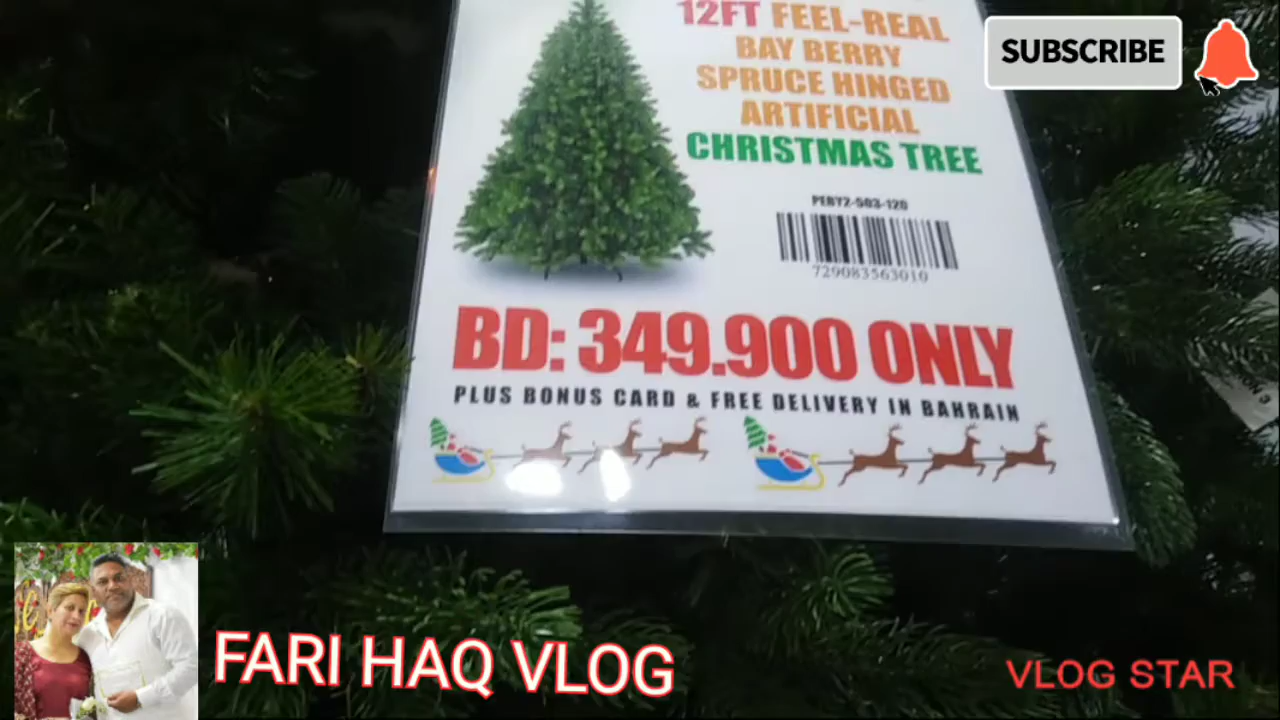 12FT FEEL-REAL
BAY BERRY
SPRUCE HINGED
ARTIFICIAL
CHRISTMAS TREE
PEBY2-503-120
729083563010
BD: 349.900 ONLY
PLUS BONUS CARD & FREE DELIVERY IN BAHRAIN
SUBSCRIBE
FARI HAQ VLOG
VLOG STAR